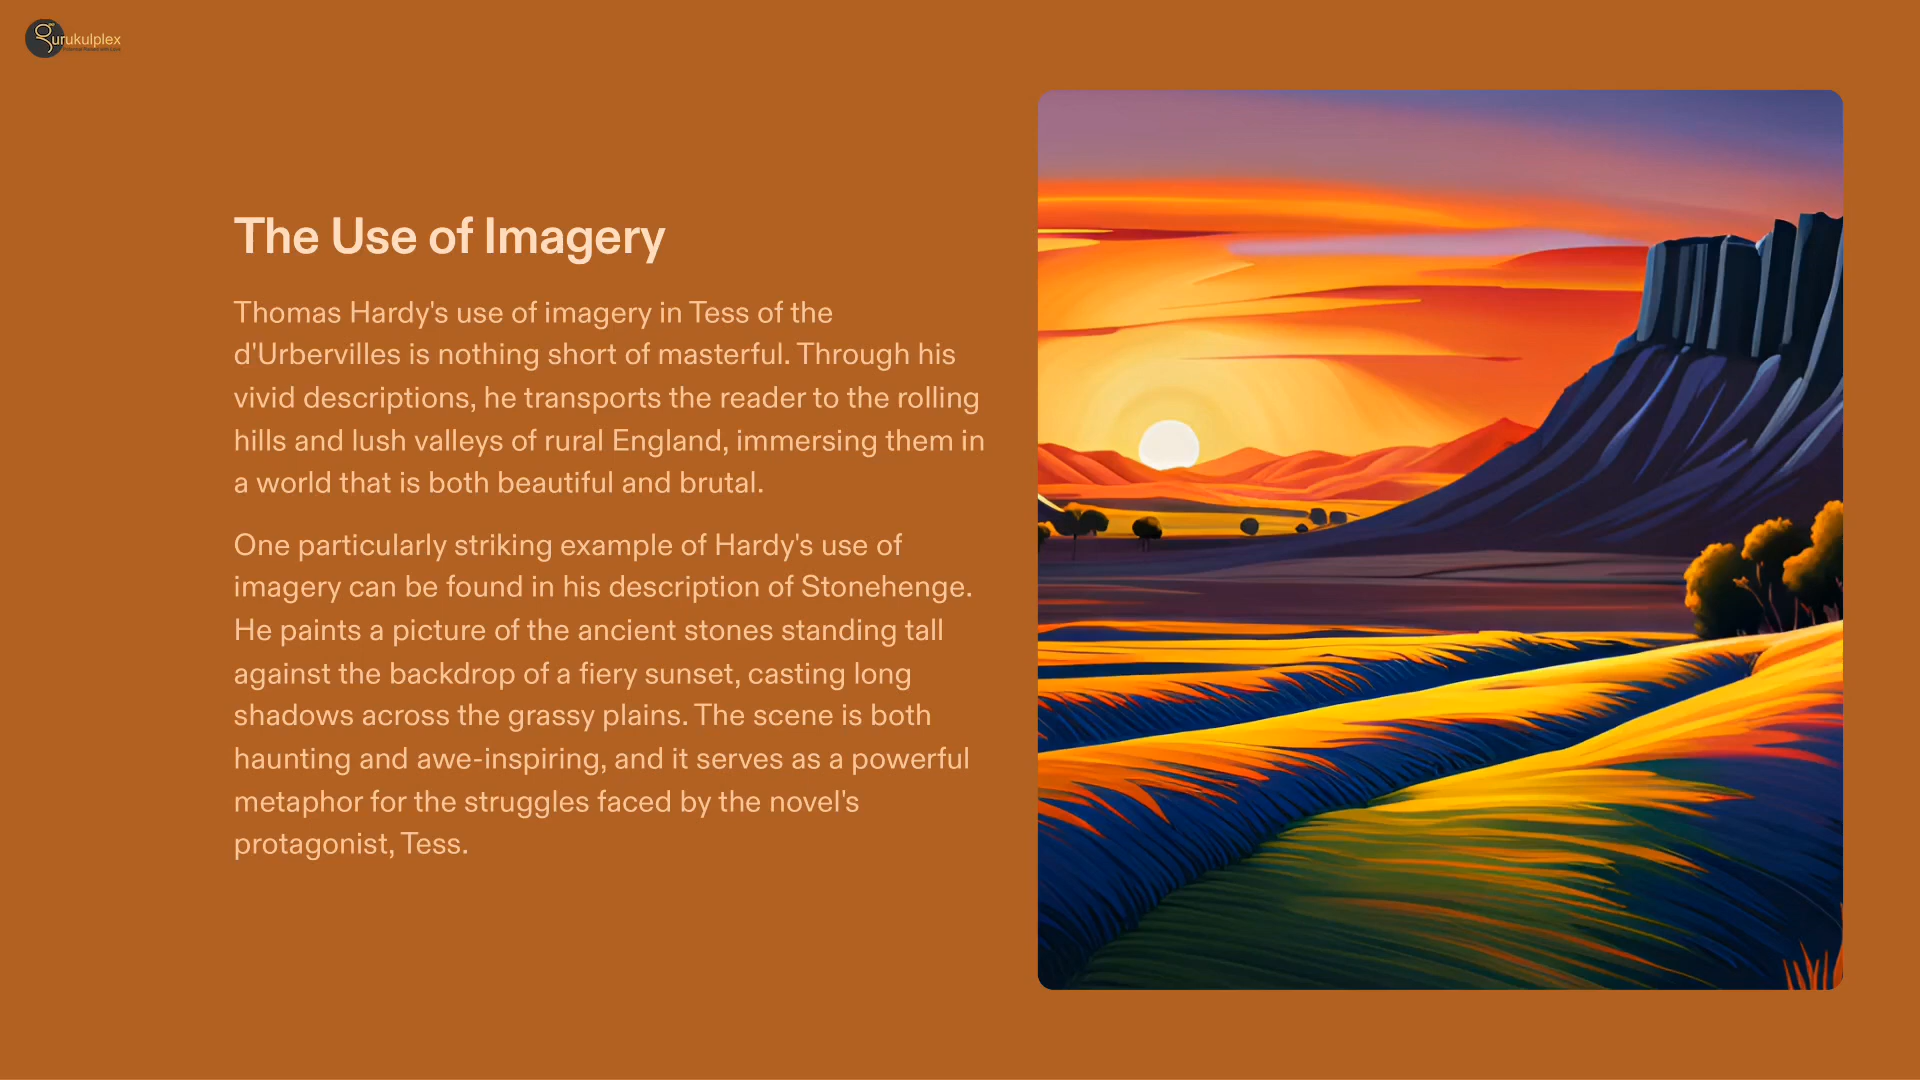 gurukulplex
The Use of Imagery
Thomas Hardy's use of imagery in Tess of the
d'Urbervilles is nothing short of masterful. Through his
vivid descriptions, he transports the reader to the rolling
hills and lush valleys of rural England, immersing them in
a world that is both beautiful and brutal.
One particularly striking example of Hardy's use of
imagery can be found in his description of Stonehenge.
He paints a picture of the ancient stones standing tall
against the backdrop of a fiery sunset, casting long
shadows across the grassy plains. The scene is both
haunting and awe-inspiring, and it serves as a powerful
metaphor for the struggles faced by the novel's
protagonist, Tess.